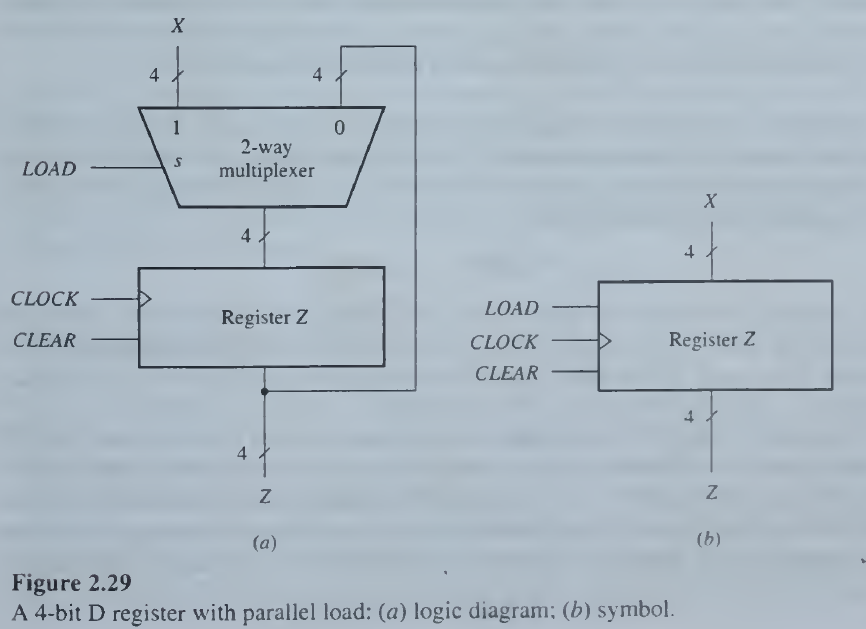 X
4
4
1
0
s
2-way
multiplexer
LOAD
4
CLOCK
CLEAR
Register Z
4
Z
(a)
X
4
LOAD
CLOCK
CLEAR
Register Z
4
Z
(b)
Figure 2.29
A 4-bit D register with parallel load: (a) logic diagram; (b) symbol.